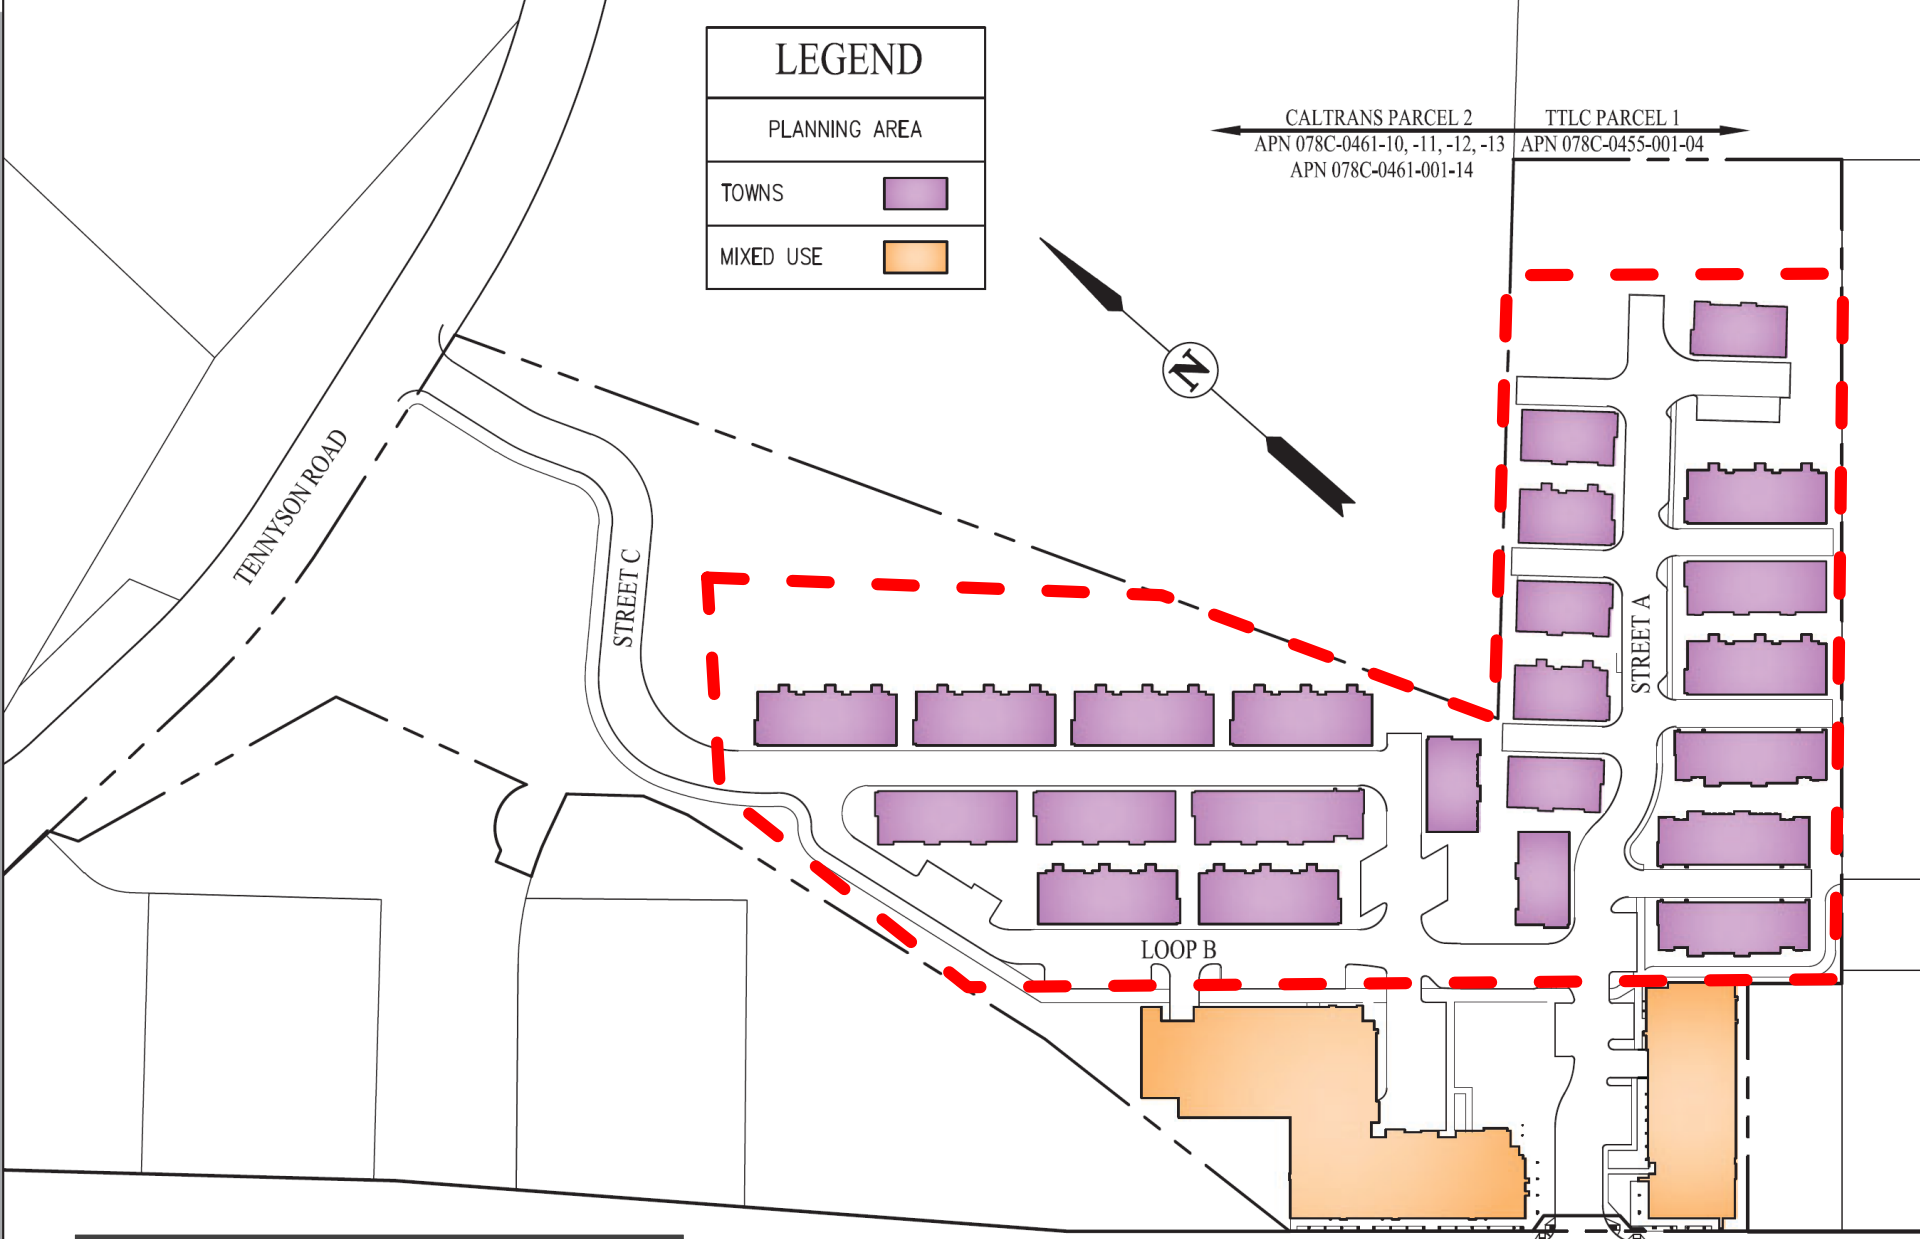 LEGEND
PLANNING AREA
TOWNS
MIXED USE
CALTRANS PARCEL 2
APN 078C-0461-10, -11, -12, -13
APN 078C-0461-001-14
TTLC PARCEL 1
APN 078C-0455-001-04
N
TENNYSON ROAD
STREET C
STREET A
LOOP B